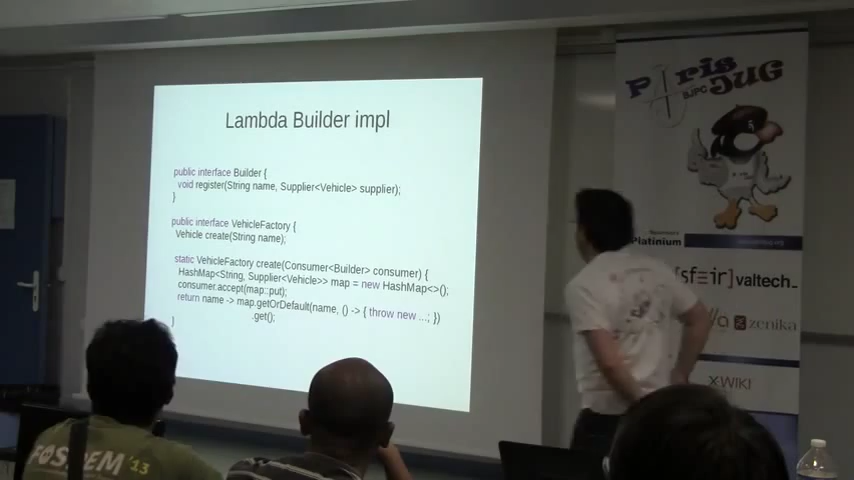 Lambda Builder impl
public interface Builder {
void register(String name, Supplier<Vehicle> supplier);
}
public interface VehicleFactory {
Vehicle create(String name);
static VehicleFactory create(Consumer<Builder> consumer) {
HashMap<String, Supplier<Vehicle>> map = new HashMap<>();
consumer.accept(map::put);
return name -> map.getOrDefault(name, () -> { throw new ...; })
.get();
}
Paris
JUG
Platinium
[sfeir]
valtech_
zenika
XWIKI
FOSDEM '13